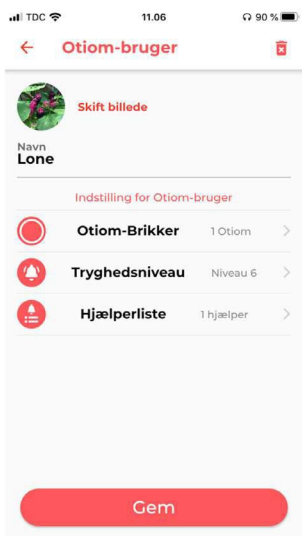 TDC 11.06 90 %
Otiom-bruger
Skift billede
Navn
Lone
Indstilling for Otiom-bruger
Otiom-Brikker 1 Otiom
Tryghedsniveau Niveau 6
Hjælperliste 1 hjælper
Gem